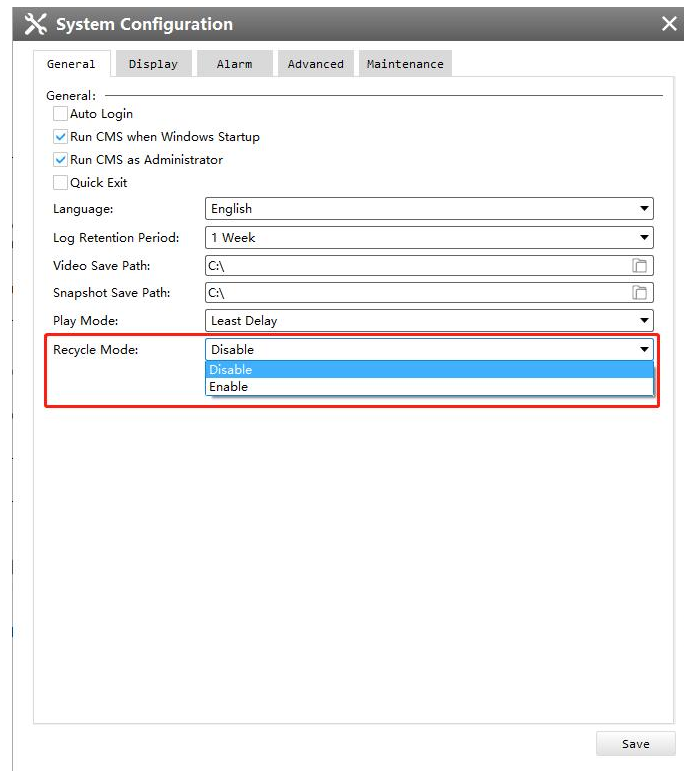 System Configuration
General Display Alarm Advanced Maintenance
General:
Auto Login
Run CMS when Windows Startup
Run CMS as Administrator
Quick Exit
Language: English
Log Retention Period: 1 Week
Video Save Path: C:\
Snapshot Save Path: C:\
Play Mode: Least Delay
Recycle Mode: Disable
Disable
Enable
Save